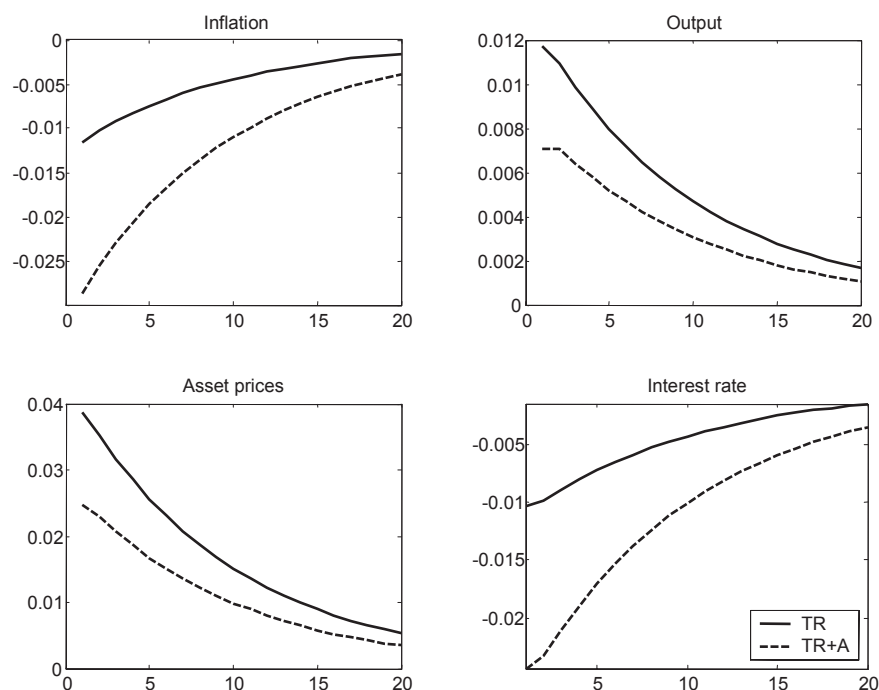 Inflation
0
-0.005
-0.01
-0.015
-0.02
-0.025
0 5 10 15 20
Output
0.012
0.01
0.008
0.006
0.004
0.002
0
0 5 10 15 20
Asset prices
0.04
0.03
0.02
0.01
0
0 5 10 15 20
Interest rate
-0.005
-0.01
-0.015
-0.02
5 10 15 20
TR
TR+A